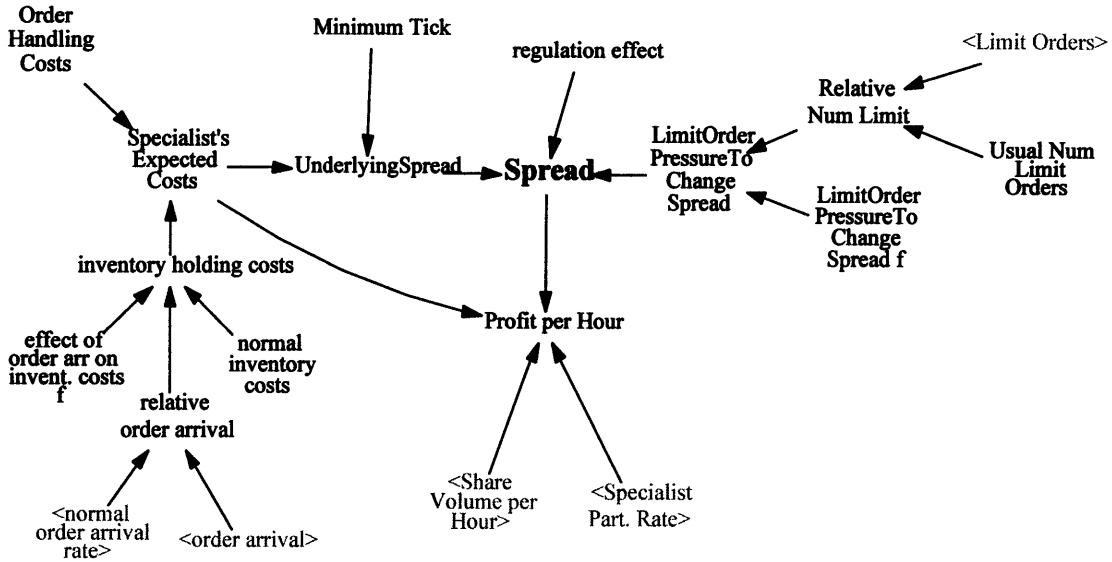 Order
Handling
Costs
Minimum Tick
regulation effect
<Limit Orders>
Relative
Num Limit
Specialist's
Expected
Costs
UnderlyingSpread
Spread
LimitOrder
PressureTo
Change
Spread
Usual Num
Limit
Orders
LimitOrder
PressureTo
Change
Spread f
inventory holding costs
Profit per Hour
effect of
order arr on
invent. costs
f
normal
inventory
costs
relative
order arrival
<normal
order arrival
rate>
<order arrival>
<Share
Volume per
Hour>
<Specialist
Part. Rate>